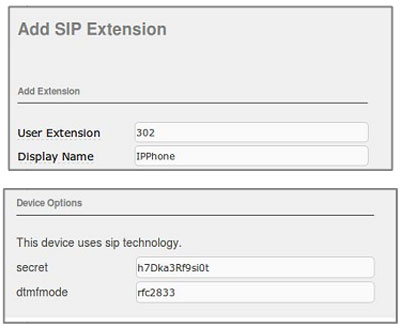 Add SIP Extension
Add Extension
User Extension 302
Display Name IPPhone
Device Options
This device uses sip technology.
secret h7Dka3Rf9si0t
dtmfmode rfc2833